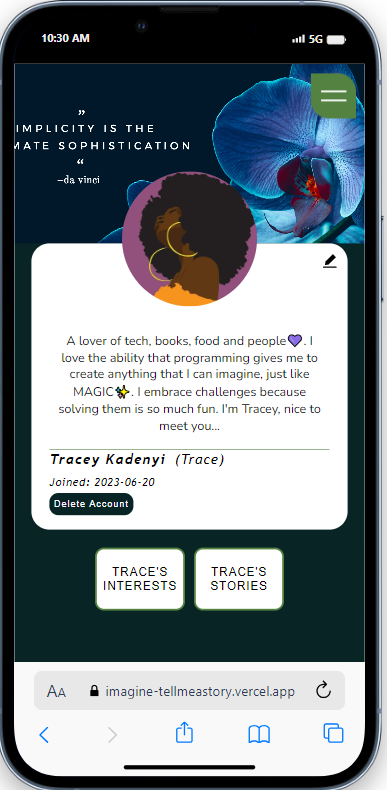 10:30 AM
5G
”
IMPLICITY IS THE
MATE SOPHISTICATION
“
–da vinci
A lover of tech, books, food and people💜. I
love the ability that programming gives me to
create anything that I can imagine, just like
MAGIC✨. I embrace challenges because
solving them is so much fun. I'm Tracey, nice to
meet you...
Tracey Kadenyi (Trace)
Joined: 2023-06-20
Delete Account
TRACE'S
INTERESTS
TRACE'S
STORIES
AA imagine-tellmeastory.vercel.app